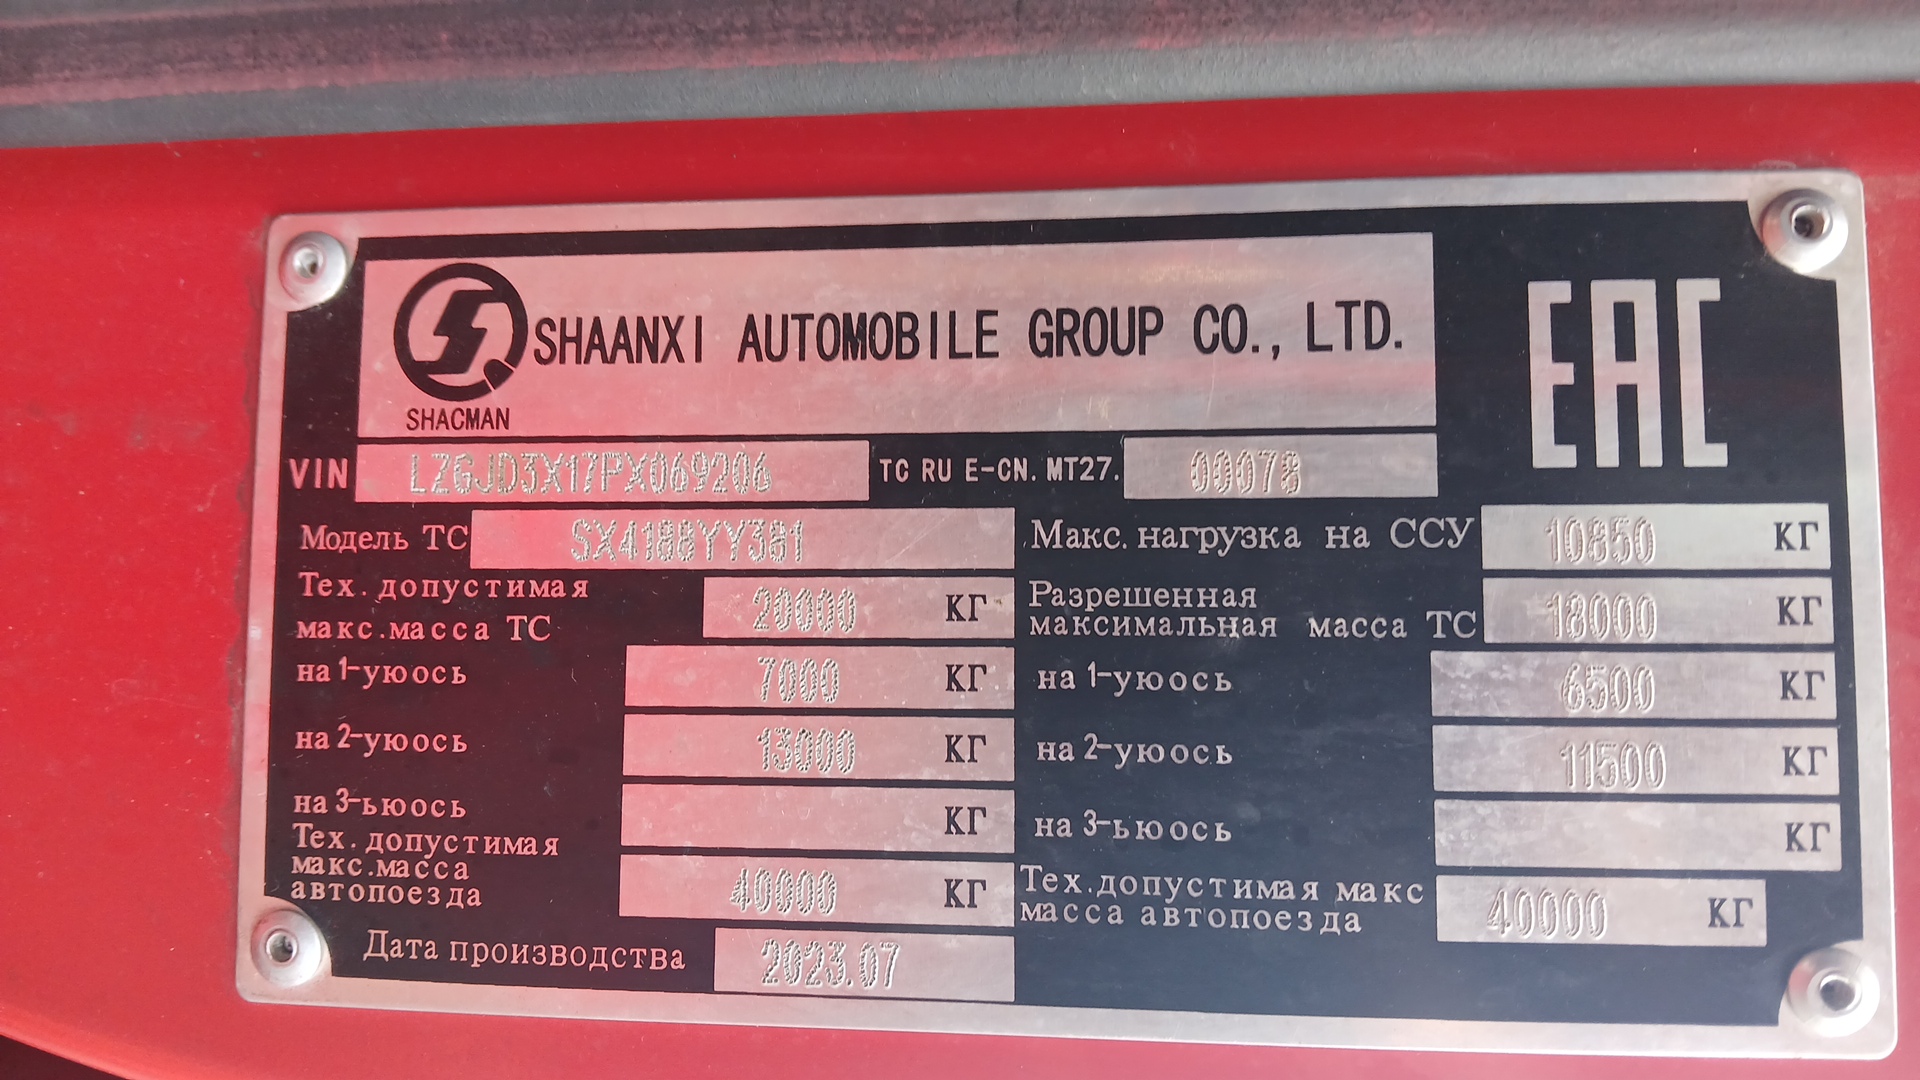 SHAANXI AUTOMOBILE GROUP CO., LTD.
SHACMAN
EAC
VIN LZGJD3X17PX069206 TC RU E-CN. MT27. 00078
Модель ТС SX4188YY381
Макс. нагрузка на ССУ 10850 КГ
Тех. допустимая
макс.масса ТС 20000 КГ
Разрешенная
максимальная масса ТС 18000 КГ
на 1-уюось 7000 КГ
на 1-уюось 6500 КГ
на 2-уюось 13000 КГ
на 2-уюось 11500 КГ
на 3-ьюось КГ
на 3-ьюось КГ
Тех. допустимая
макс.масса
автопоезда 40000 КГ
Тех.допустимая макс
масса автопоезда 40000 КГ
Дата производства 2023.07